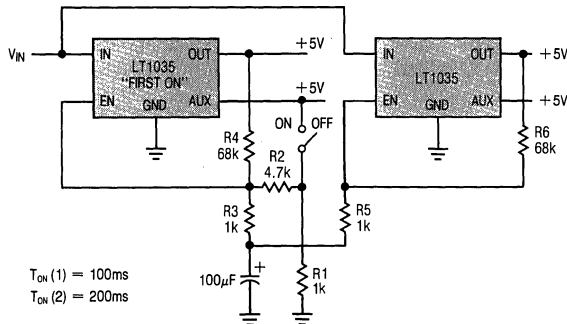 V_IN
IN
OUT
+5V
LT1035
"FIRST ON"
+5V
EN
GND
AUX
IN
OUT
+5V
LT1035
+5V
EN
GND
AUX
ON
OFF
R4
68k
R2
4.7k
R6
68k
R3
1k
R5
1k
100µF
+
R1
1k
T_ON (1) = 100ms
T_ON (2) = 200ms